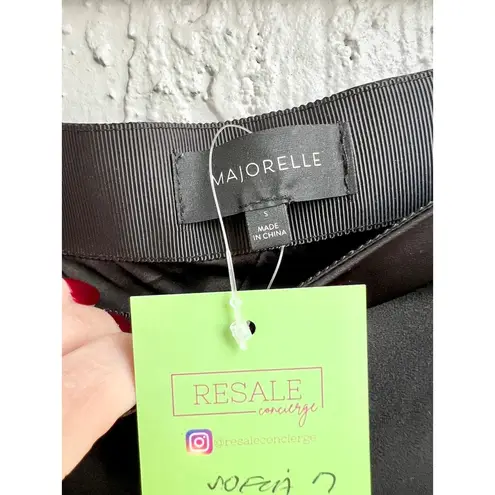 MAJORELLE
S
MADE
IN CHINA
RESALE
concierge
@resaleconcierge